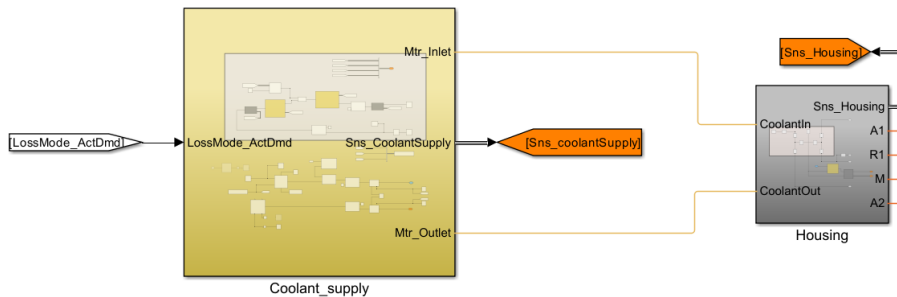 Mtr_Inlet
[Sns_Housing]
Sns_Housing
CoolantIn
A1
[LossMode_ActDmd]
LossMode_ActDmd
Sns_CoolantSupply
[Sns_coolantSupply]
R1
M
CoolantOut
A2
Mtr_Outlet
Housing
Coolant_supply